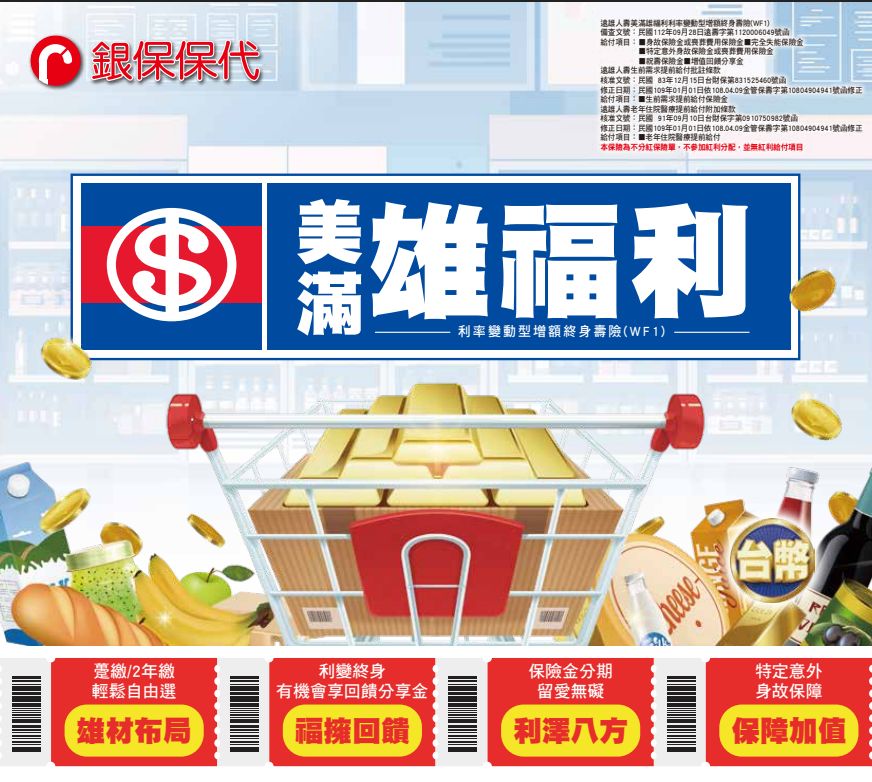 銀保保代
遠雄人壽美滿雄福利利率變動型增額終身壽險(WF1)
備查文號：民國112年09月28日遠壽字第1120006049號函
給付項目：■身故保險金或喪葬費用保險金■完全失能保險金
■特定意外身故保險金或喪葬費用保險金
■祝壽保險金■增值回饋分享金
遠雄人壽生前需求提前給付批註條款
核准文號：民國 83年12月15日台財保第831525460號函
修正日期：民國109年01月01日依108.04.09金管保壽字第10804904941號函修正
給付項目：■生前需求提前給付保險金
遠雄人壽老年住院醫療提前給付附加條款
核准文號：民國 91年09月10日台財保字第0910750982號函
修正日期：民國109年01月01日依108.04.09金管保壽字第10804904941號函修正
給付項目：■老年住院醫療提前給付
本保險為不分紅保險單，不參加紅利分配，並無紅利給付項目
美滿
雄福利
利率變動型增額終身壽險(WF1)
台幣
Cheese
躉繳/2年繳
輕鬆自由選
雄材布局
利變終身
有機會享回饋分享金
福擁回饋
保險金分期
留愛無礙
利澤八方
特定意外
身故保障
保障加值